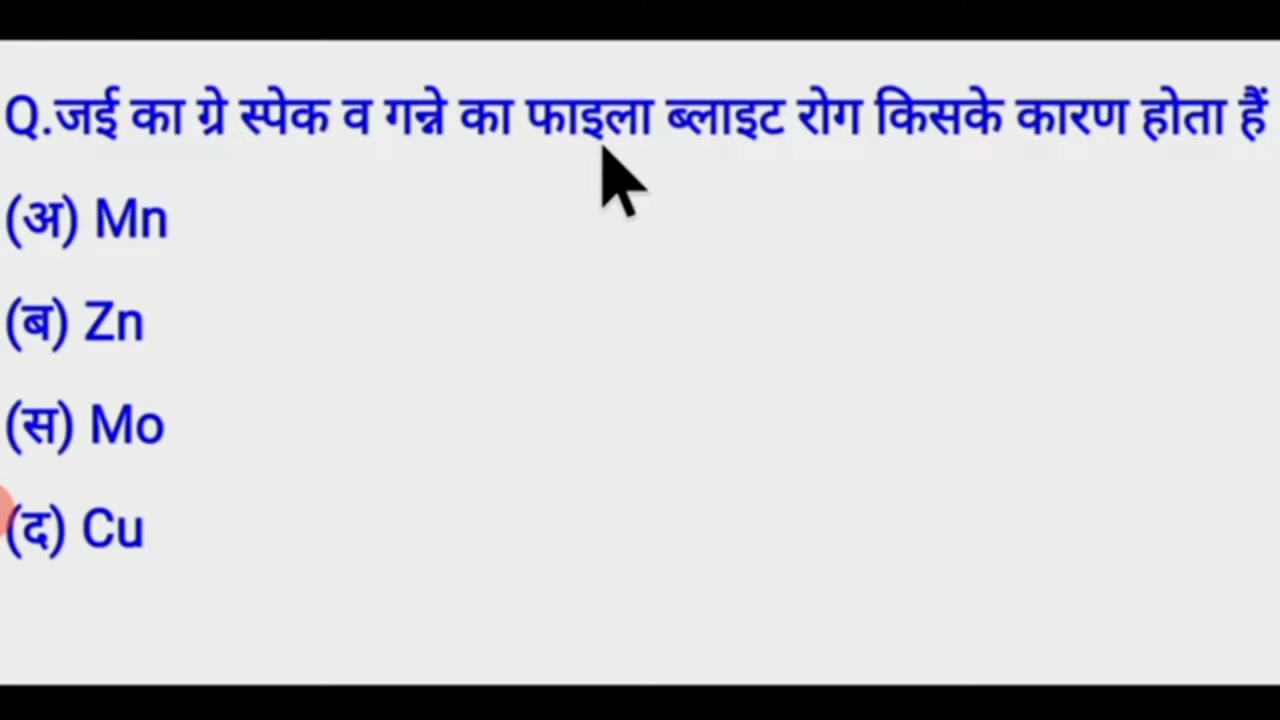 Q.जई का ग्रे स्पेक व गन्ने का फाइला ब्लाइट रोग किसके कारण होता हैं
(अ) Mn
(ब) Zn
(स) Mo
(द) Cu